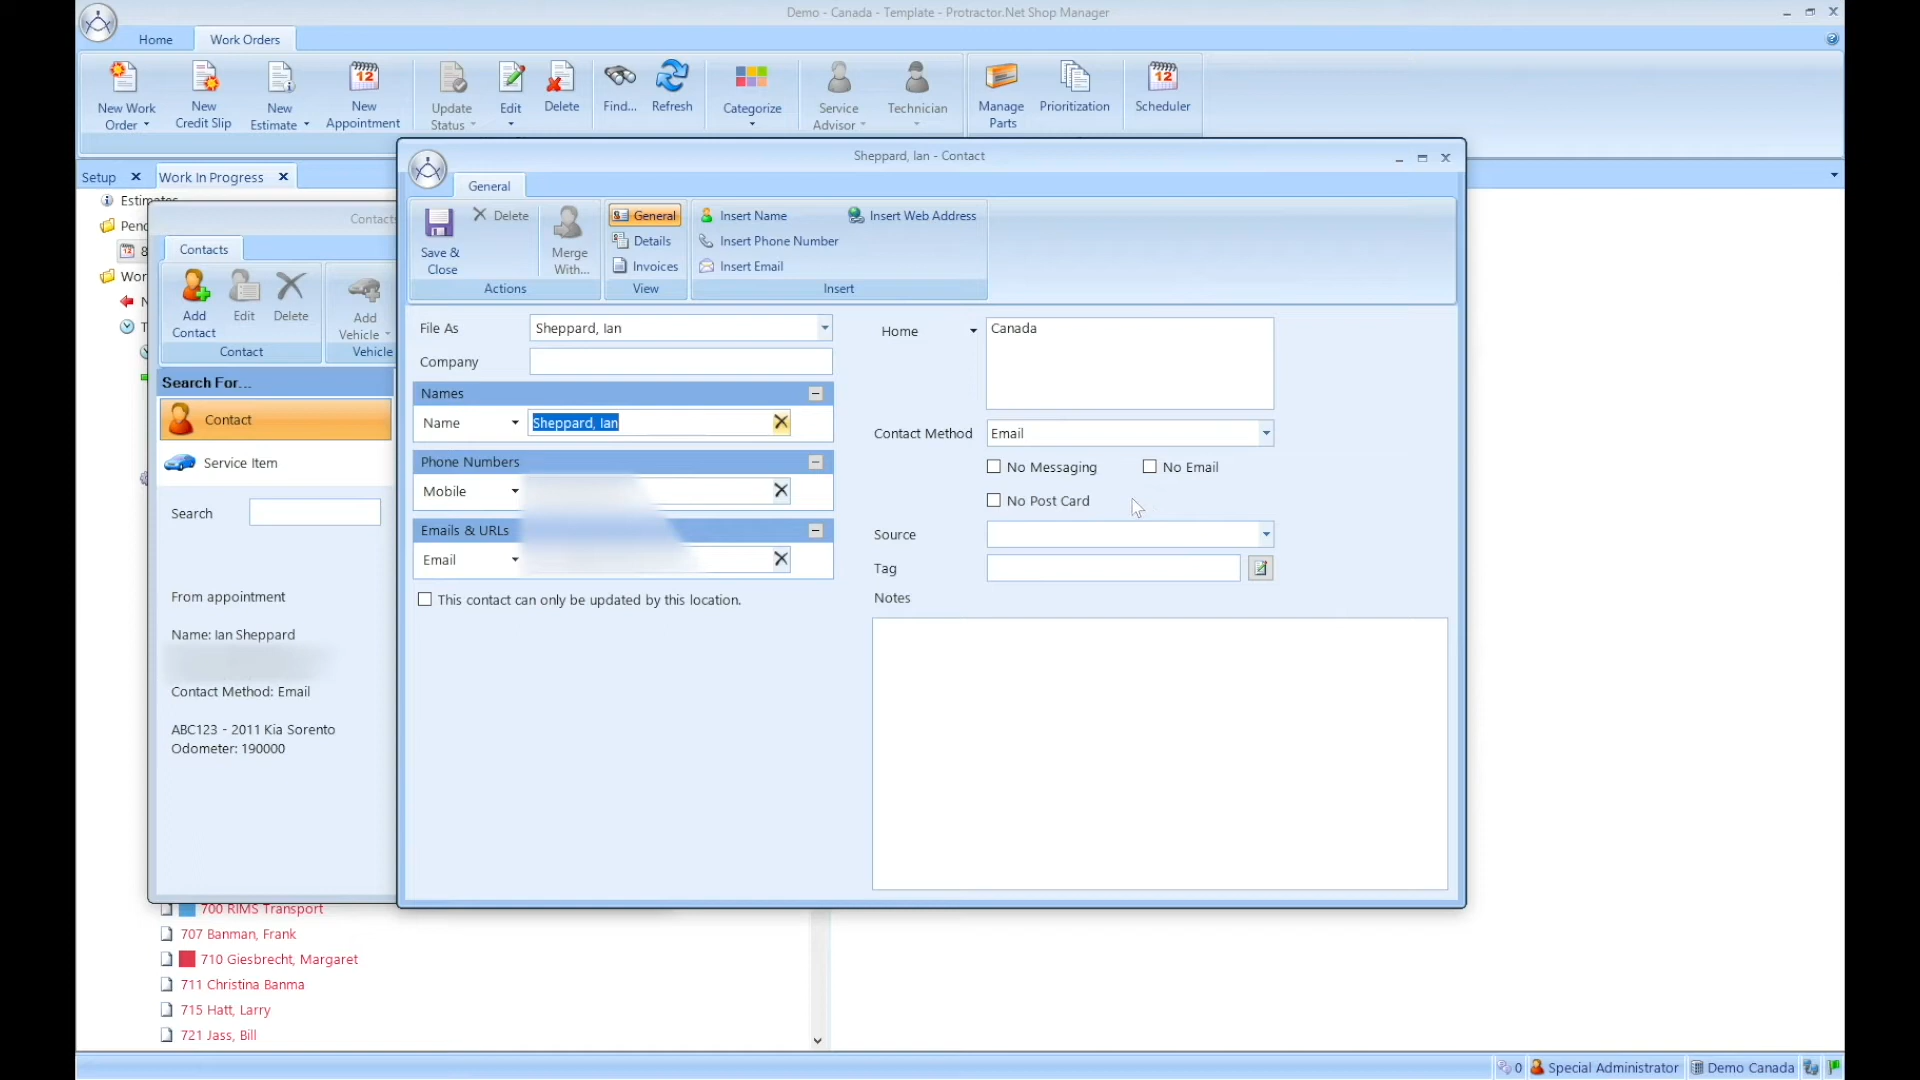 Demo - Canada - Template - Protractor.Net Shop Manager
Home Work Orders
New Work Order
New Credit Slip
New Estimate
New Appointment
Update Status
Edit
Delete
Find...
Refresh
Categorize
Service Advisor
Technician
Manage Parts
Prioritization
Scheduler
Setup Work In Progress
Estimates
Contacts
Contacts
Add Contact
Edit
Delete
Add Vehicle
Contact Vehicle
Search For...
Contact
Service Item
Search
From appointment
Name: Ian Sheppard
Contact Method: Email
ABC123 - 2011 Kia Sorento
Odometer: 190000
Sheppard, Ian - Contact
General
Save & Close
Delete
Merge With...
Actions
General
Details
Invoices
View
Insert Name
Insert Phone Number
Insert Email
Insert Web Address
Insert
File As Sheppard, Ian
Company
Names
Name Sheppard, Ian
Phone Numbers
Mobile
Emails & URLs
Email
This contact can only be updated by this location.
Home Canada
Contact Method Email
No Messaging No Email
No Post Card
Source
Tag
Notes
700 RIMS Transport
707 Banman, Frank
710 Giesbrecht, Margaret
711 Christina Banma
715 Hatt, Larry
721 Jass, Bill
0 Special Administrator Demo Canada